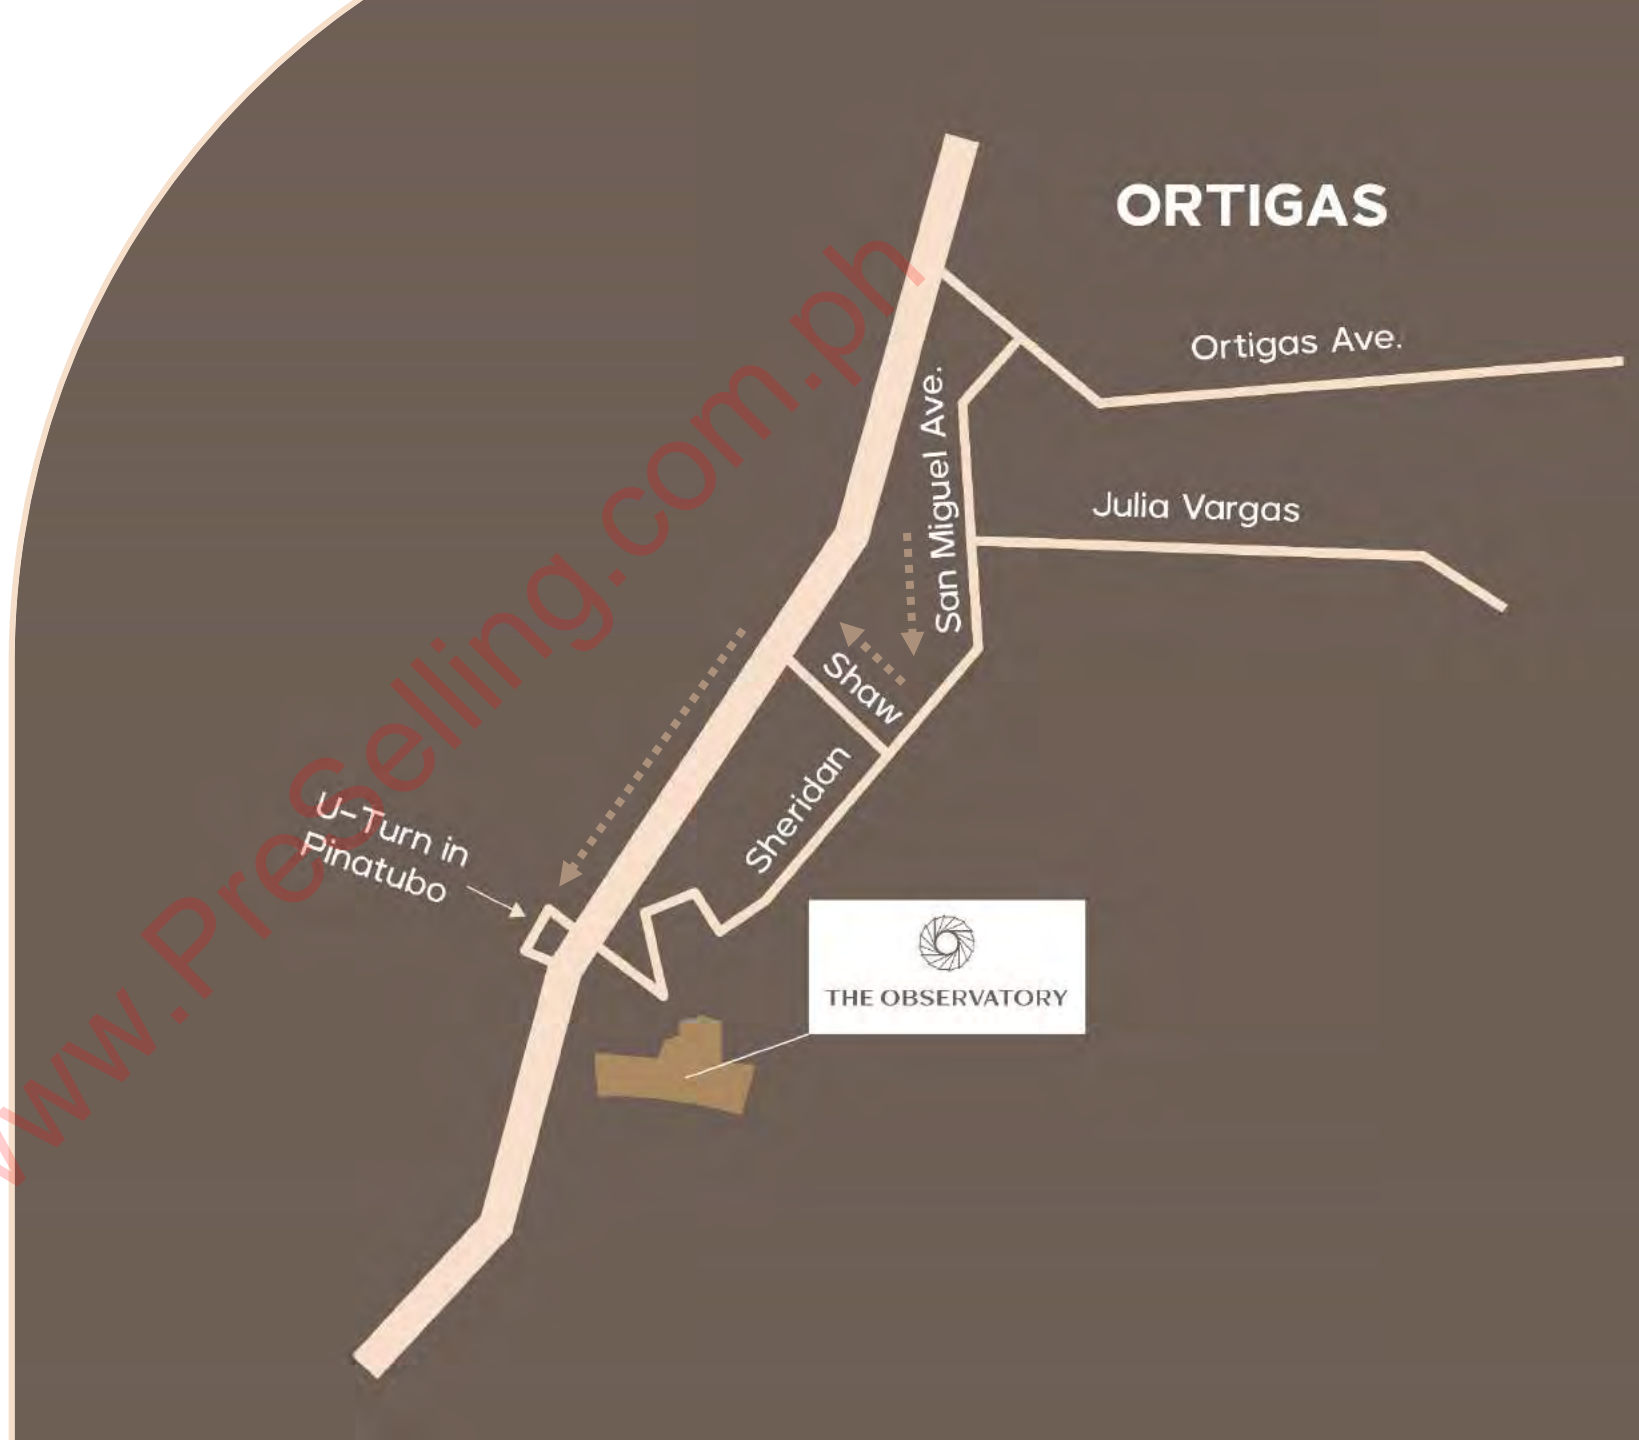 ORTIGAS
Ortigas Ave.
San Miguel Ave.
Julia Vargas
Shaw
Sheridan
U-Turn in
Pinatubo
THE OBSERVATORY
www.PreSelling.com.ph